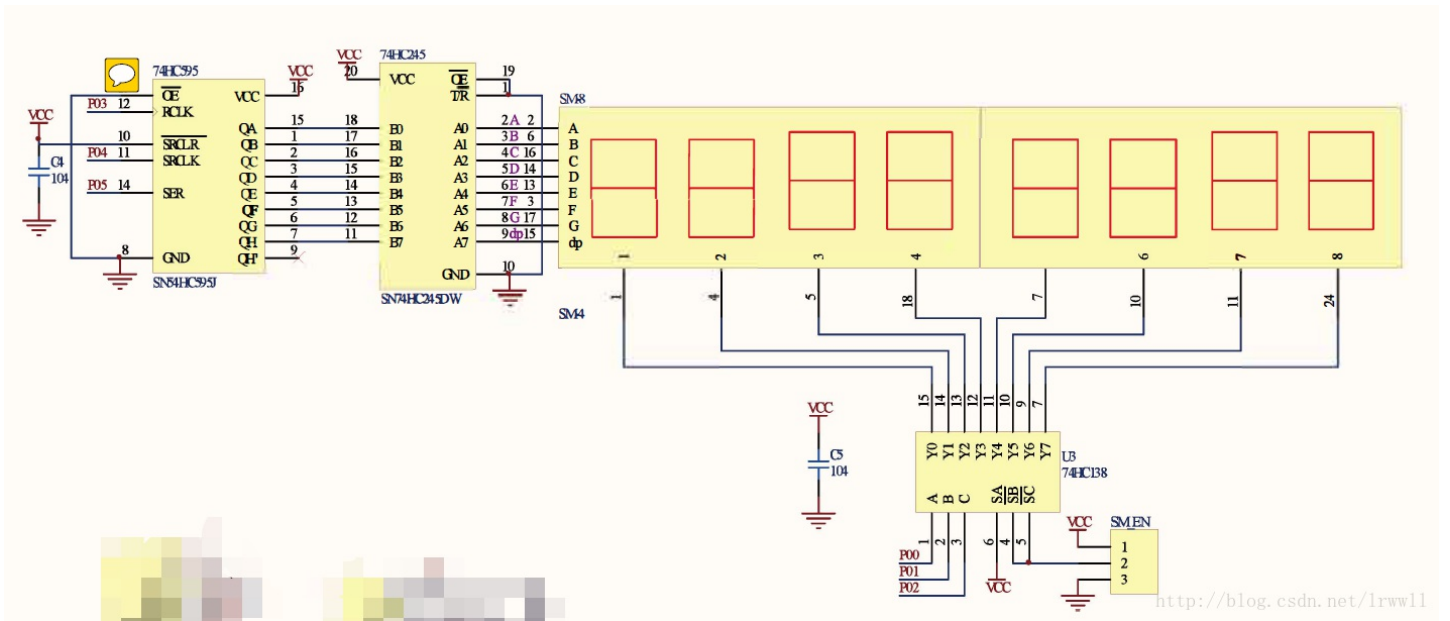 74HC595
VCC
P03 12
P04 11
P05 14
10
8
C4
104
OE
RCLK
SRCLR
SRCLK
SER
GND
VCC
QA
QB
QC
QD
QE
QF
QG
QH
QH'
VCC
16
15
1
2
3
4
5
6
7
9
SN54HC595J
74HC245
VCC
20
18
17
16
15
14
13
12
11
VCC
B0
B1
B2
B3
B4
B5
B6
B7
OE
T/R
A0
A1
A2
A3
A4
A5
A6
A7
GND
19
1
2 A 2
3 B 6
4 C 16
5 D 14
6 E 13
7 F 3
8 G 17
9 dp 15
10
SN74HC245DW
SM8
A
B
C
D
E
F
G
dp
1 2 3 4 6 7 8
1 4 5 18 7 10 11 24
SM4
15 14 13 12 11 10 9 7
Y0 Y1 Y2 Y3 Y4 Y5 Y6 Y7
U3
74HC138
A B C SA SB SC
1 2 3 6 4 5
P00
P01
P02
VCC
VCC
C5
104
SM_EN
VCC
1
2
3
http://blog.csdn.net/lrwwll